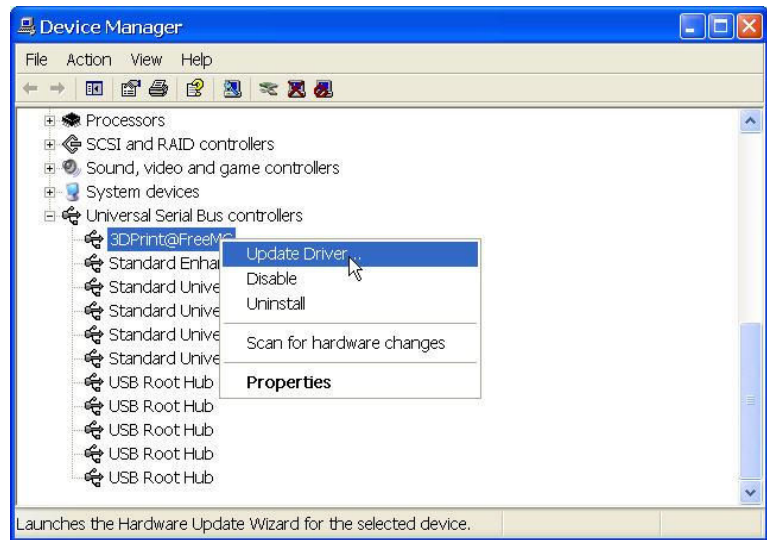 Device Manager
File Action View Help
Processors
SCSI and RAID controllers
Sound, video and game controllers
System devices
Universal Serial Bus controllers
3DPrint@FreeMC
Update Driver...
Standard Enha
Disable
Standard Unive
Uninstall
Standard Unive
Standard Unive
Scan for hardware changes
Standard Unive
USB Root Hub
Properties
USB Root Hub
USB Root Hub
USB Root Hub
USB Root Hub
Launches the Hardware Update Wizard for the selected device.